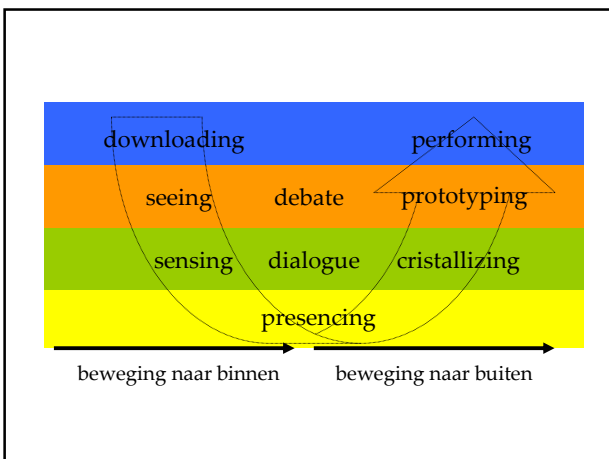 downloading performing
seeing debate prototyping
sensing dialogue cristallizing
presencing
beweging naar binnen beweging naar buiten